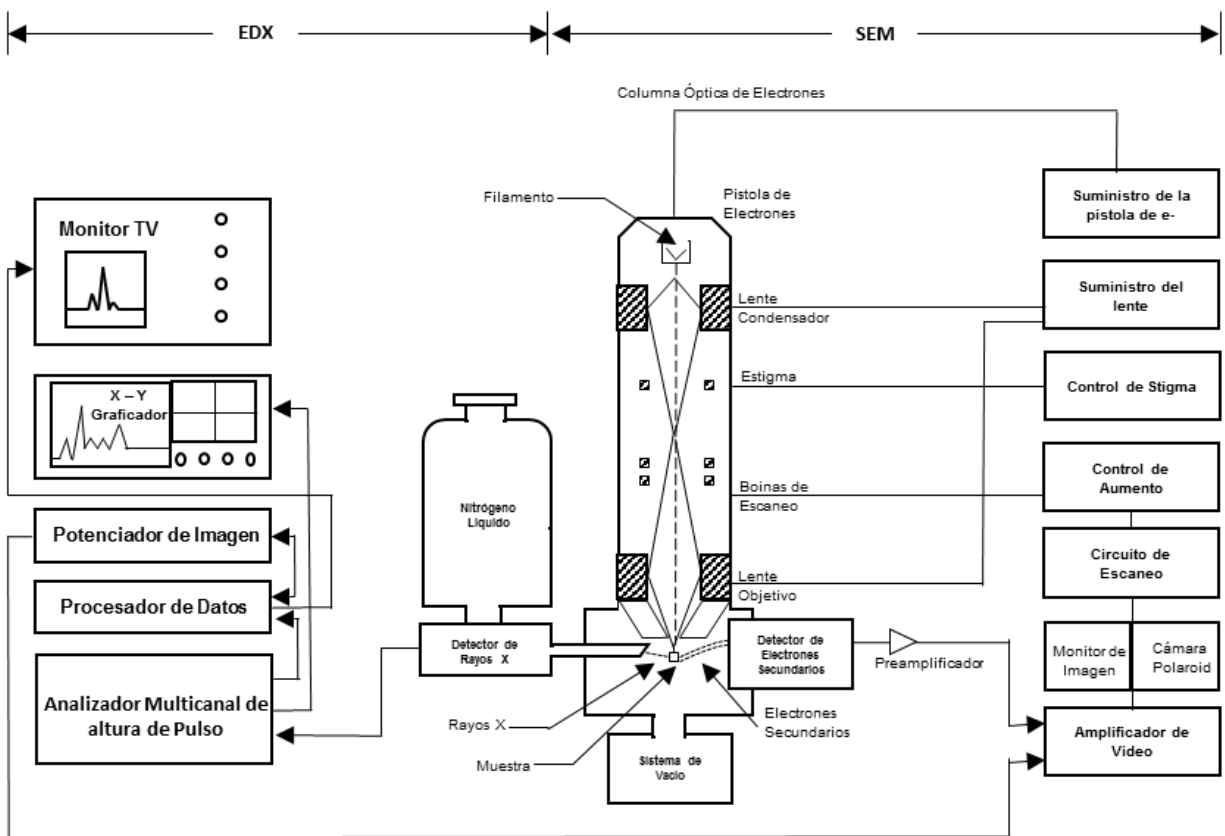 EDX
SEM
Columna Óptica de Electrones
Filamento
Pistola de
Electrones
Suministro de la
pistola de e-
Monitor TV
Lente
Condensador
Suministro del
lente
X – Y
Graficador
Estigma
Control de Stigma
Nitrógeno
Líquido
Boinas de
Escaneo
Control de
Aumento
Potenciador de Imagen
Circuito de
Escaneo
Procesador de Datos
Lente
Objetivo
Detector de
Rayos X
Detector de
Electrones
Secundarios
Preamplificador
Monitor de
Imagen
Cámara
Polaroid
Analizador Multicanal de
altura de Pulso
Rayos X
Electrones
Secundarios
Muestra
Sistema de
Vacio
Amplificador de
Video